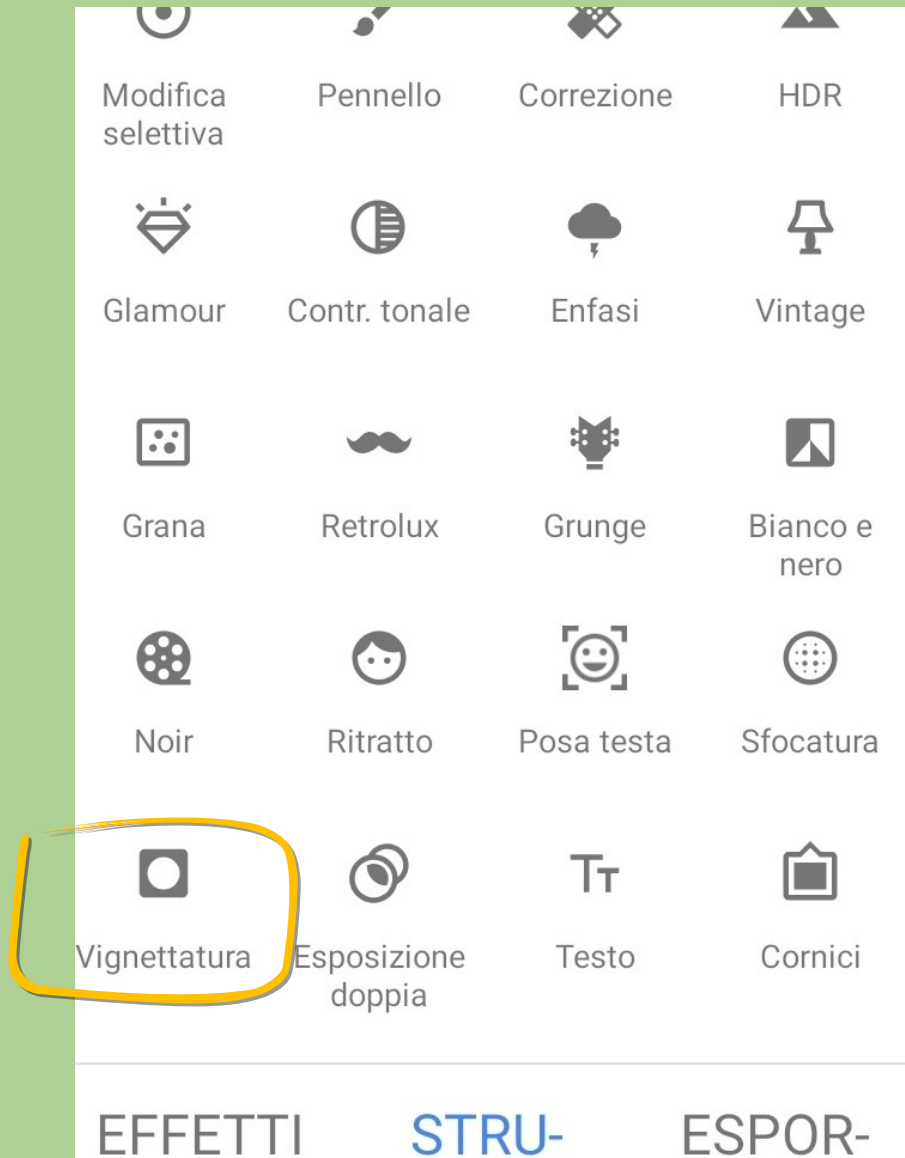 Modifica Pennello Correzione HDR
selettiva
Glamour Contr. tonale Enfasi Vintage
Grana Retrolux Grunge Bianco e
nero
Noir Ritratto Posa testa Sfocatura
Vignettatura Esposizione Testo Cornici
doppia
EFFETTI STRU- ESPOR-